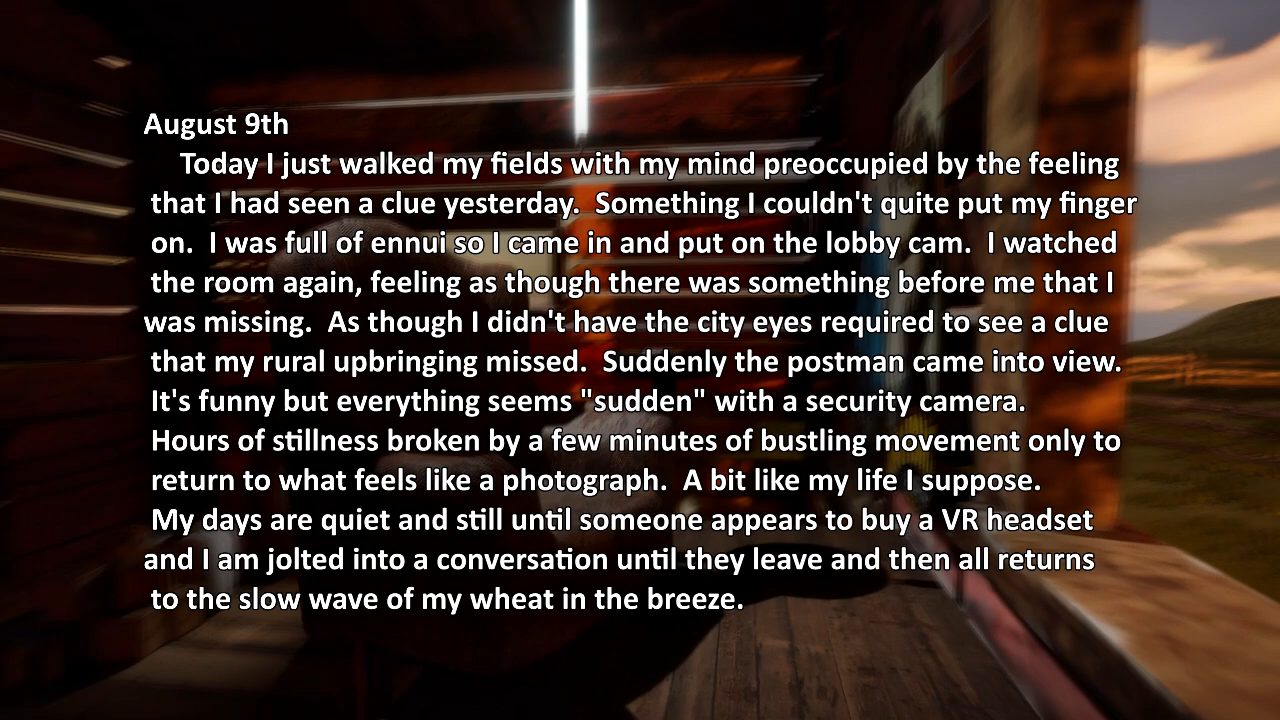 August 9th
Today I just walked my fields with my mind preoccupied by the feeling
that I had seen a clue yesterday.  Something I couldn't quite put my finger
on.  I was full of ennui so I came in and put on the lobby cam.  I watched
the room again, feeling as though there was something before me that I
was missing.  As though I didn't have the city eyes required to see a clue
that my rural upbringing missed.  Suddenly the postman came into view.
It's funny but everything seems "sudden" with a security camera.
Hours of stillness broken by a few minutes of bustling movement only to
return to what feels like a photograph.  A bit like my life I suppose.
My days are quiet and still until someone appears to buy a VR headset
and I am jolted into a conversation until they leave and then all returns
to the slow wave of my wheat in the breeze.